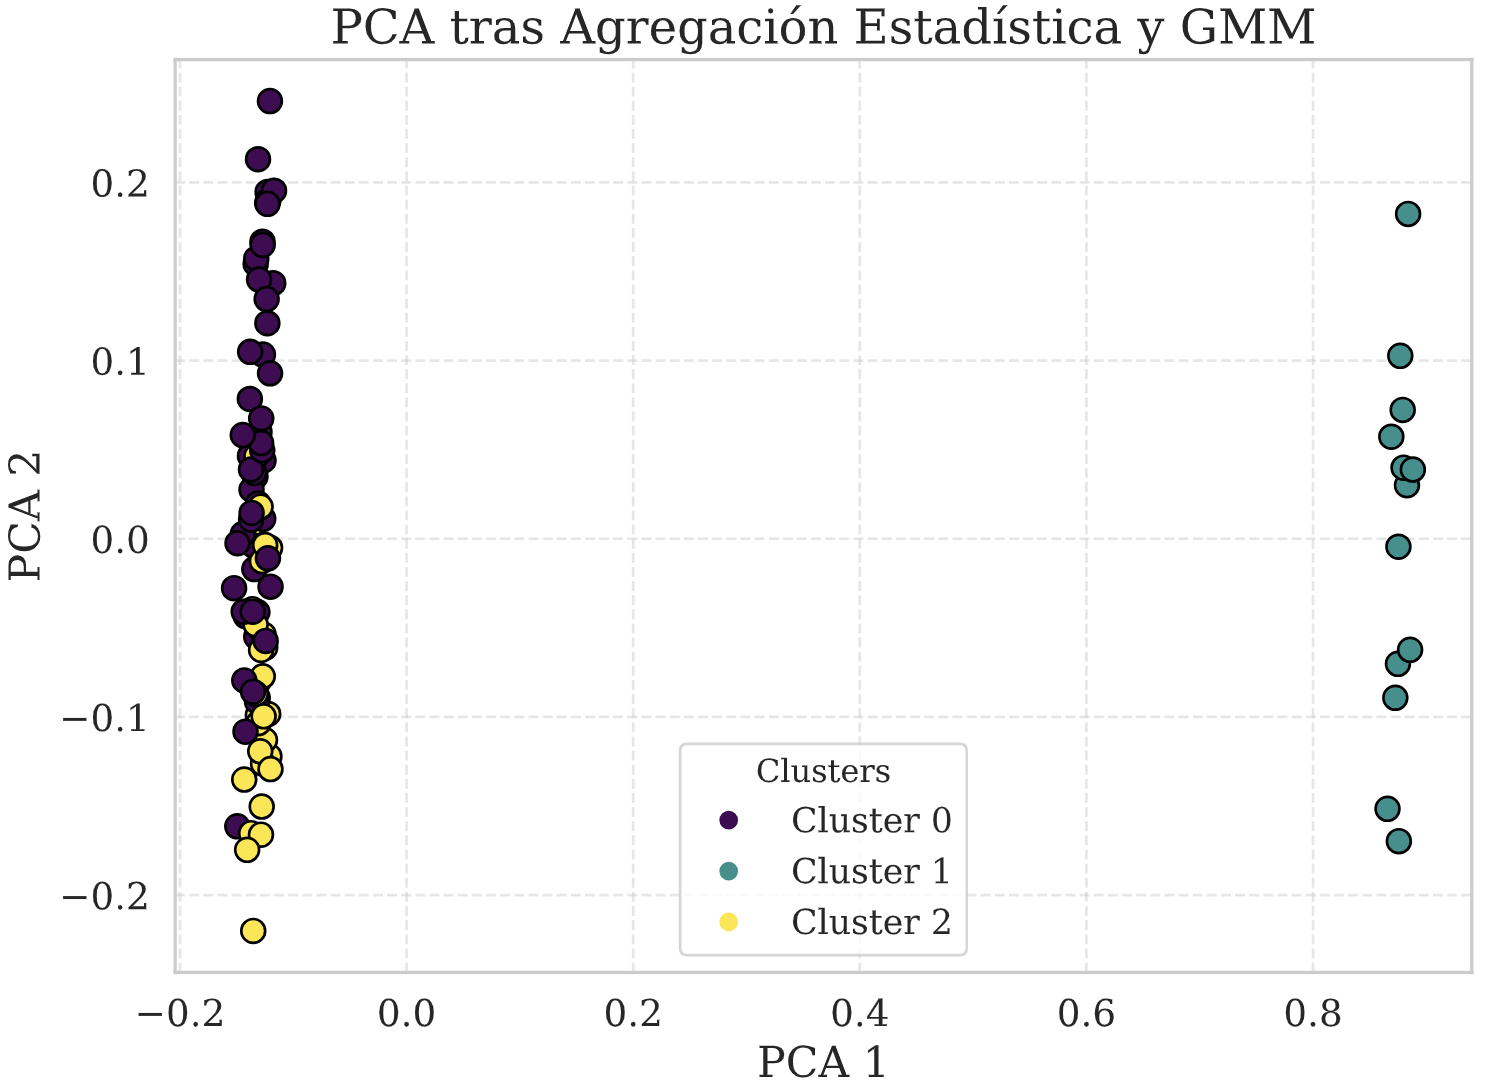 PCA tras Agregación Estadística y GMM
0.2
0.1
0.0
−0.1
−0.2
PCA 2
Clusters
Cluster 0
Cluster 1
Cluster 2
−0.2 0.0 0.2 0.4 0.6 0.8
PCA 1